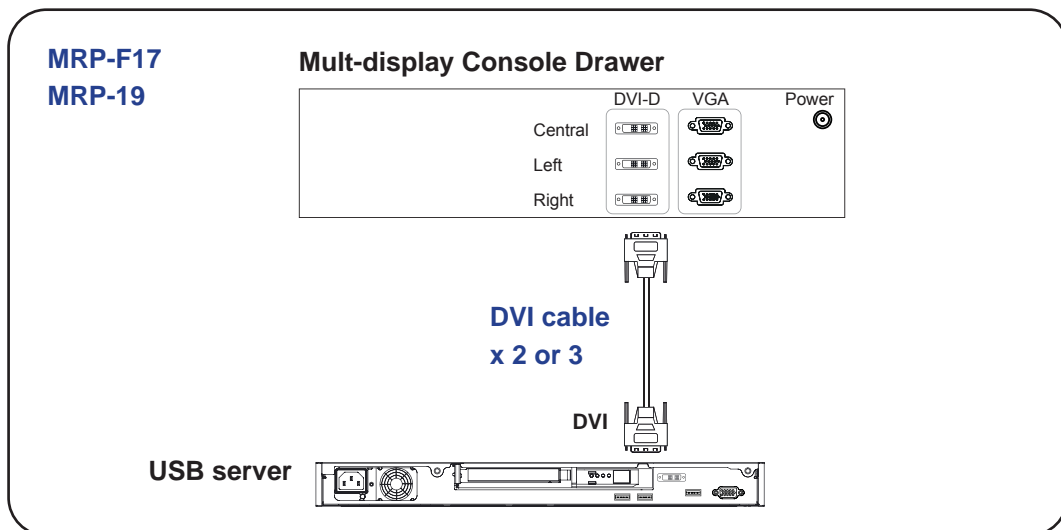 MRP-F17
MRP-19
Mult-display Console Drawer
DVI-D VGA Power
Central
Left
Right
DVI cable
x 2 or 3
DVI
USB server